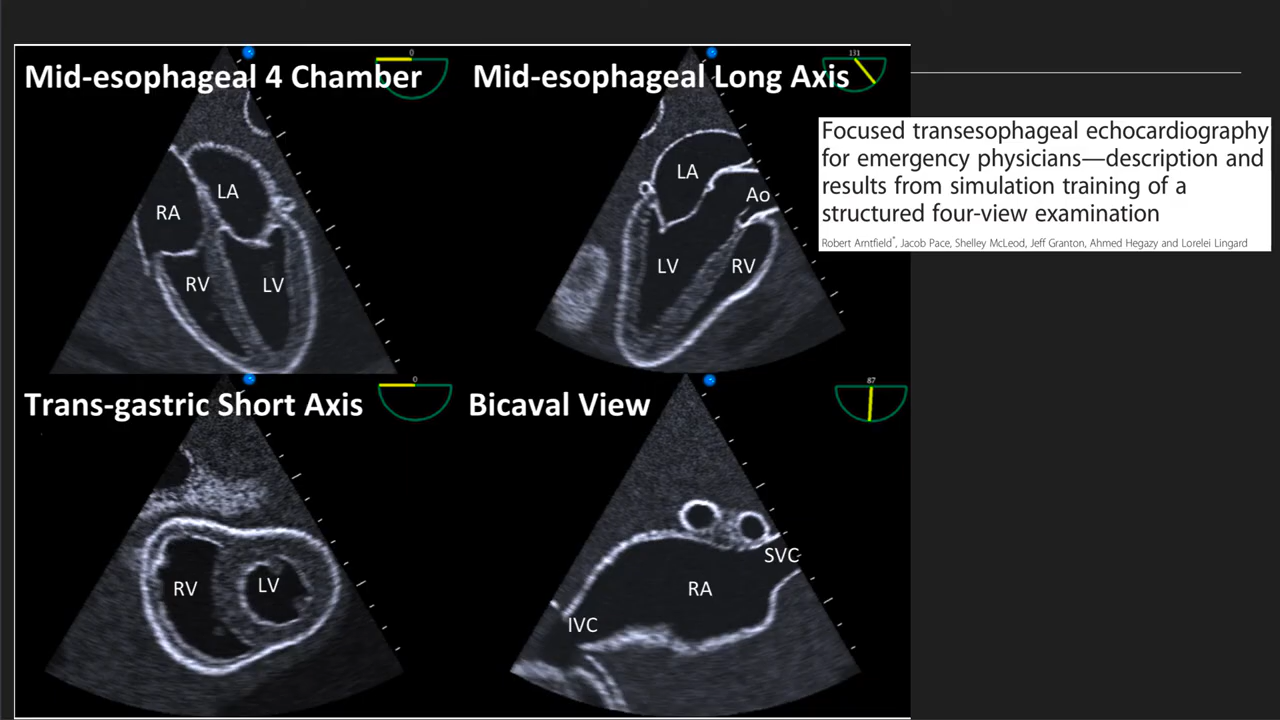 Mid-esophageal 4 Chamber
0
RA
LA
RV
LV
Mid-esophageal Long Axis
131
LA
Ao
LV
RV
Focused transesophageal echocardiography
for emergency physicians—description and
results from simulation training of a
structured four-view examination
Robert Arntfield*, Jacob Pace, Shelley McLeod, Jeff Granton, Ahmed Hegazy and Lorelei Lingard
Trans-gastric Short Axis
0
RV
LV
Bicaval View
87
SVC
RA
IVC